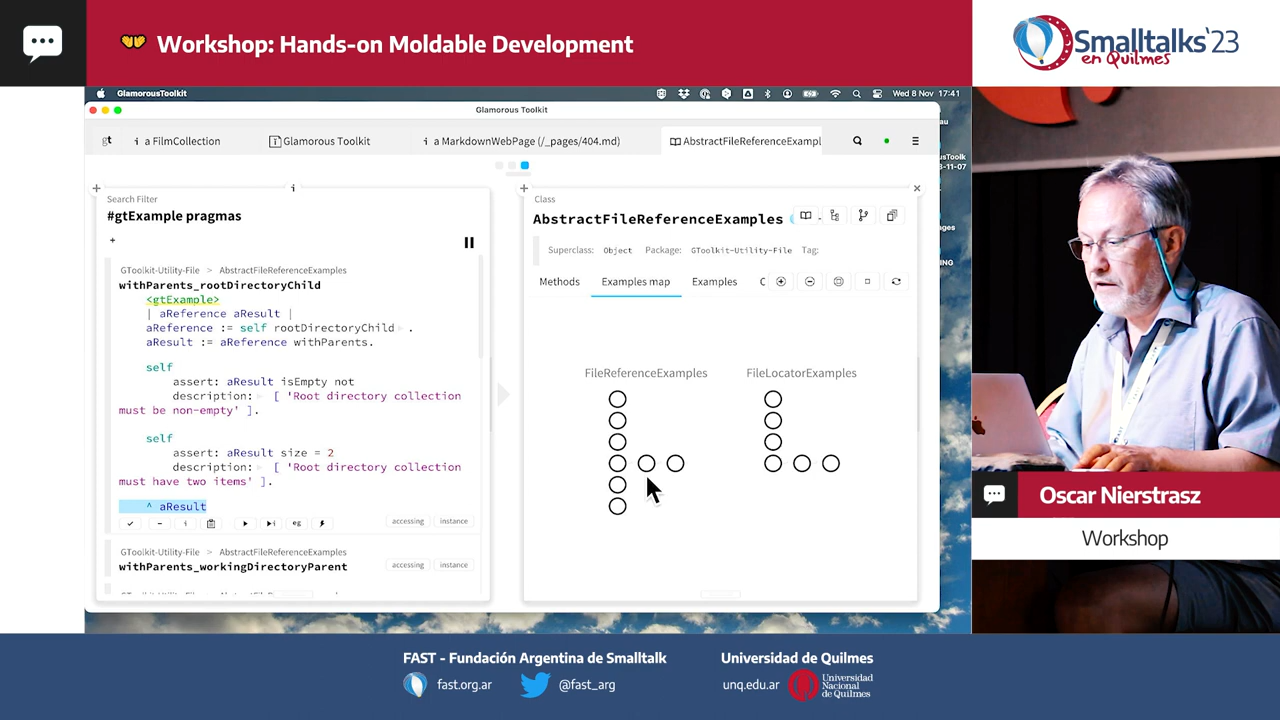 Workshop: Hands-on Moldable Development
Smalltalks'23
en Quilmes
GlamorousToolkit
Wed 8 Nov 17:41
Glamorous Toolkit
gt
i a FilmCollection
Glamorous Toolkit
i a MarkdownWebPage (/_pages/404.md)
AbstractFileReferenceExampl
Search Filter
#gtExample pragmas
+
GToolkit-Utility-File > AbstractFileReferenceExamples
withParents_rootDirectoryChild
<gtExample>
| aReference aResult |
aReference := self rootDirectoryChild .
aResult := aReference withParents.
self
assert: aResult isEmpty not
description: [ 'Root directory collection
must be non-empty' ].
self
assert: aResult size = 2
description: [ 'Root directory collection
must have two items' ].
^ aResult
eg
accessing
instance
GToolkit-Utility-File > AbstractFileReferenceExamples
withParents_workingDirectoryParent
accessing
instance
Class
AbstractFileReferenceExamples
Superclass: Object Package: GToolkit-Utility-File Tag:
Methods
Examples map
Examples
C
FileReferenceExamples
FileLocatorExamples
Oscar Nierstrasz
Workshop
FAST - Fundación Argentina de Smalltalk
fast.org.ar
@fast_arg
Universidad de Quilmes
unq.edu.ar
Universidad
Nacional
de Quilmes